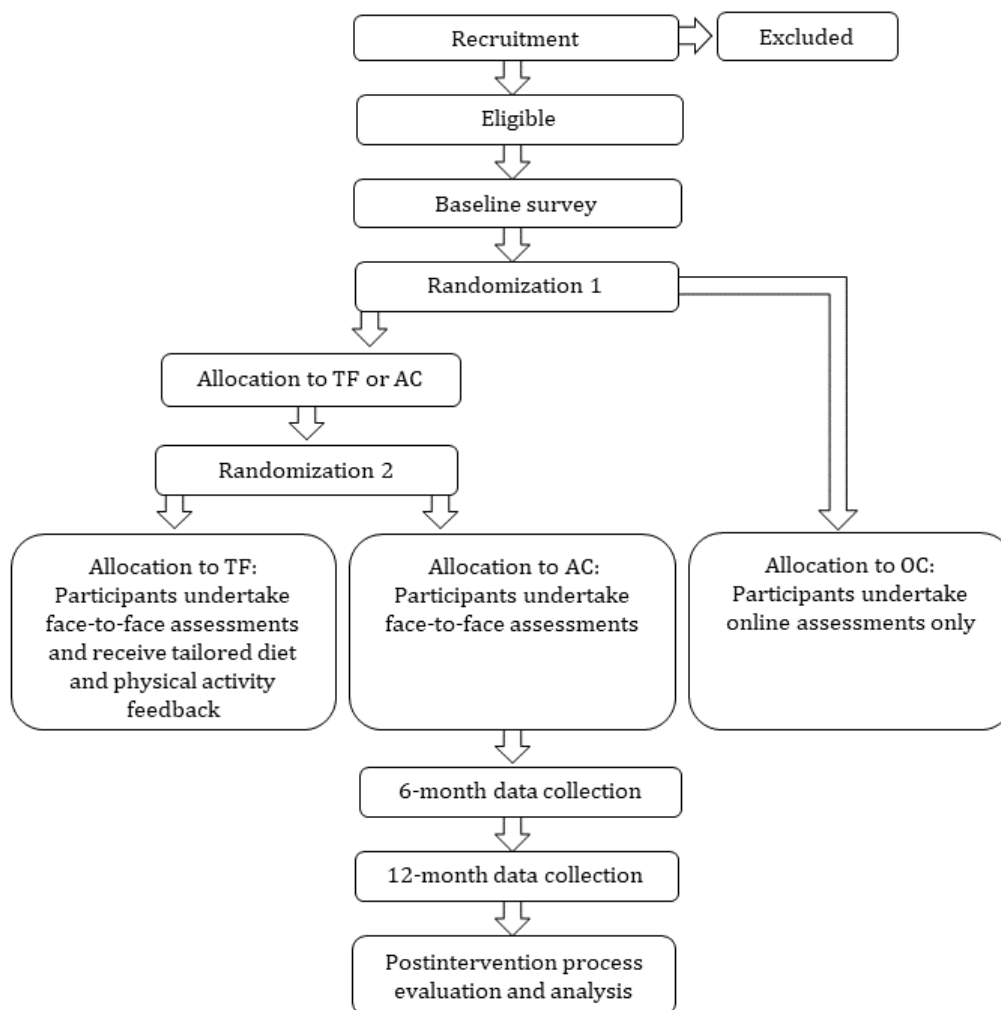 Recruitment
Excluded
Eligible
Baseline survey
Randomization 1
Allocation to TF or AC
Randomization 2
Allocation to TF:
Participants undertake
face-to-face assessments
and receive tailored diet
and physical activity
feedback
Allocation to AC:
Participants undertake
face-to-face assessments
Allocation to OC:
Participants undertake
online assessments only
6-month data collection
12-month data collection
Postintervention process
evaluation and analysis